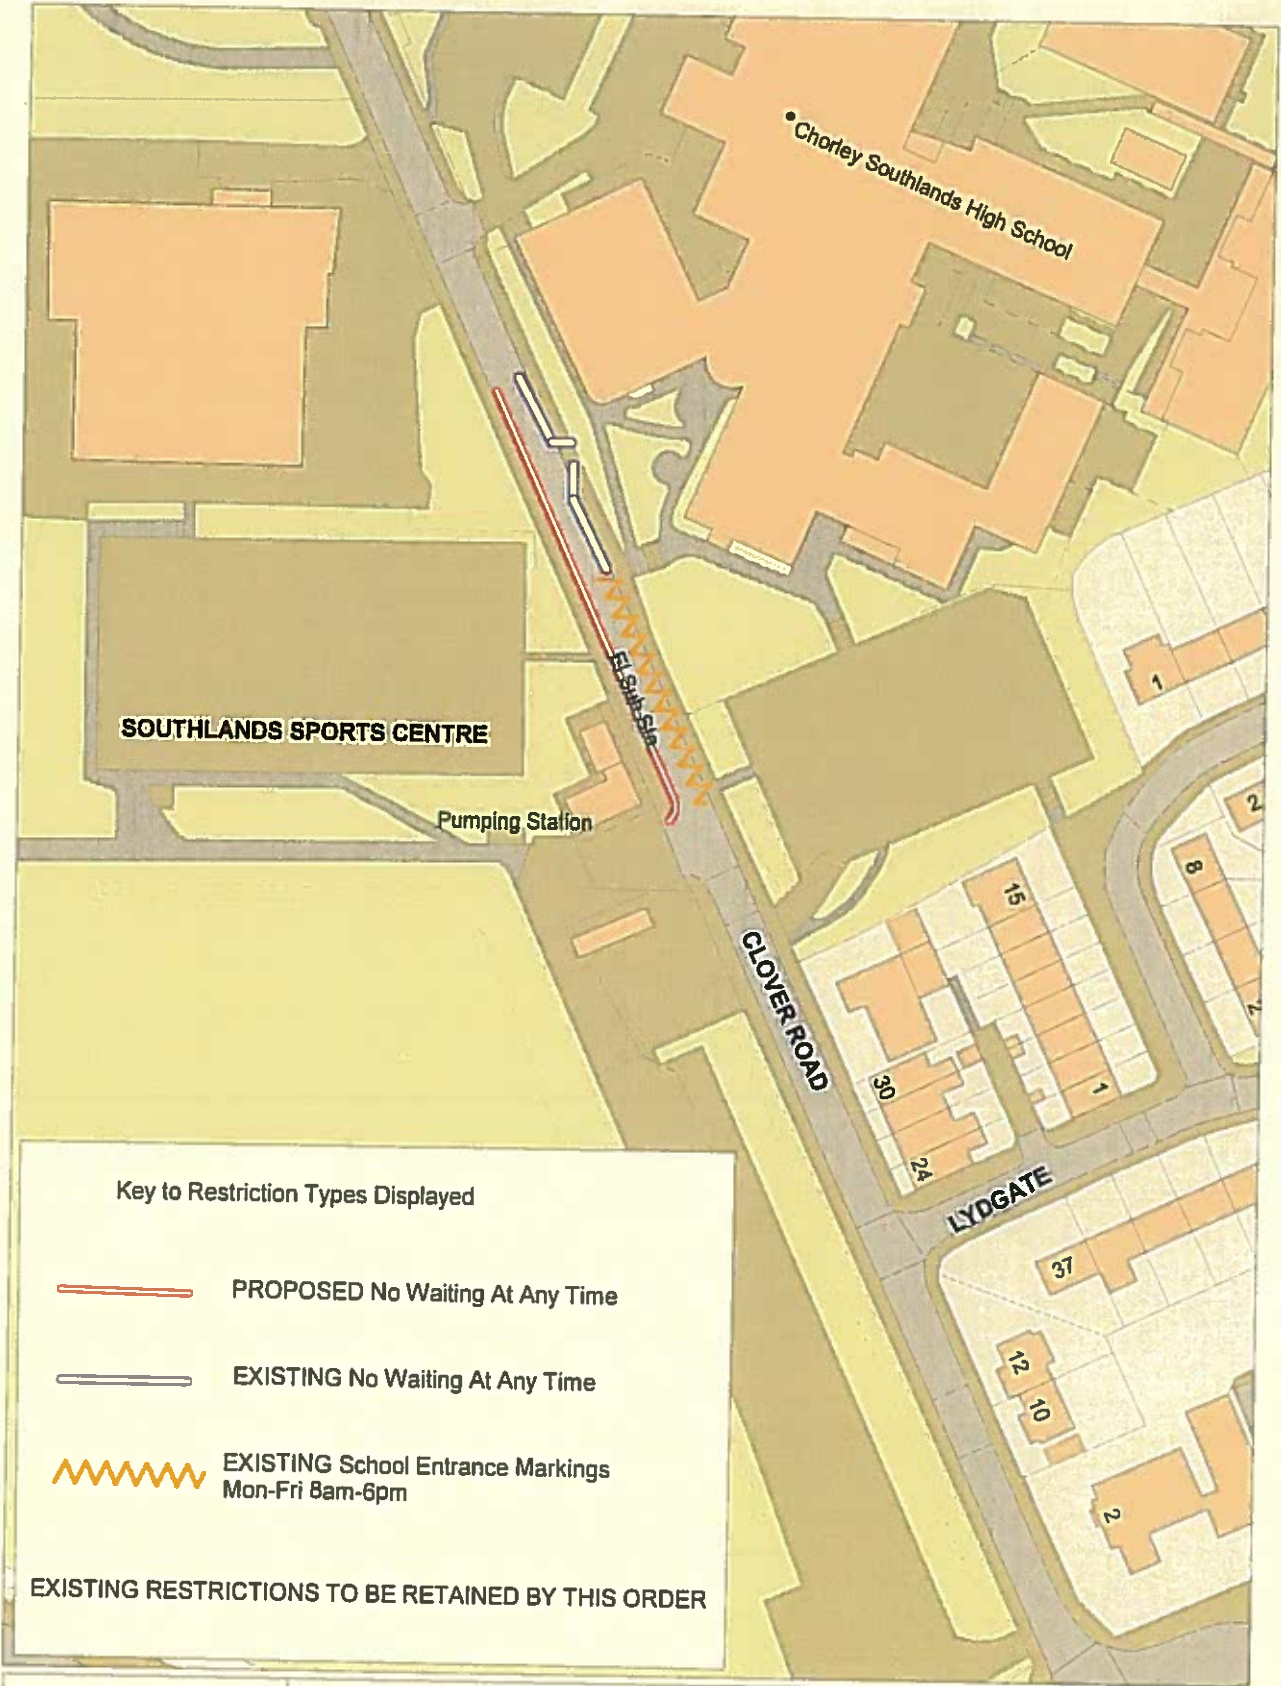 Chorley Southlands High School
1
SOUTHLANDS SPORTS CENTRE
El Sub Sta
Pumping Station
2
8
15
7
CLOVER ROAD
30
1
24
LYDGATE
37
12
10
2
Key to Restriction Types Displayed
PROPOSED No Waiting At Any Time
EXISTING No Waiting At Any Time
EXISTING School Entrance Markings
Mon-Fri 8am-6pm
EXISTING RESTRICTIONS TO BE RETAINED BY THIS ORDER